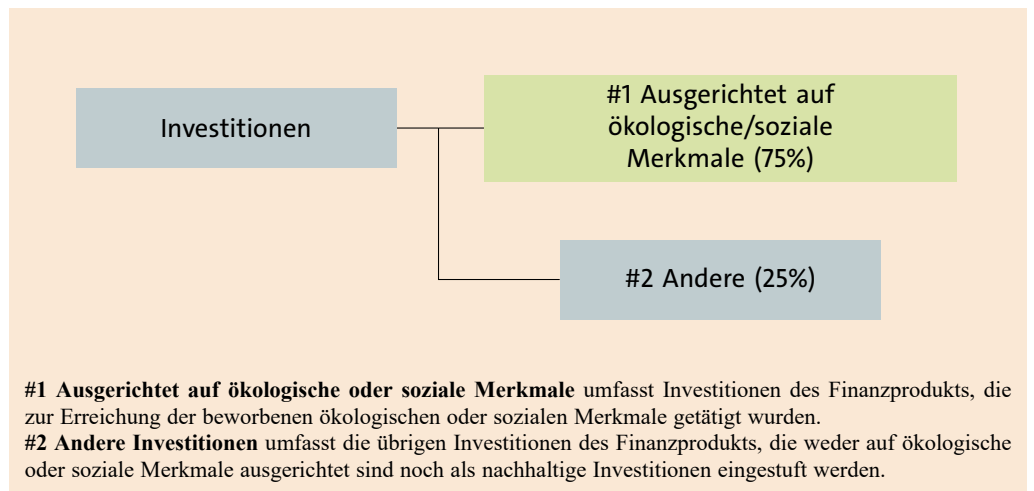 Investitionen
#1 Ausgerichtet auf
ökologische/soziale
Merkmale (75%)
#2 Andere (25%)
#1 Ausgerichtet auf ökologische oder soziale Merkmale umfasst Investitionen des Finanzprodukts, die
zur Erreichung der beworbenen ökologischen oder sozialen Merkmale getätigt wurden.
#2 Andere Investitionen umfasst die übrigen Investitionen des Finanzprodukts, die weder auf ökologische
oder soziale Merkmale ausgerichtet sind noch als nachhaltige Investitionen eingestuft werden.